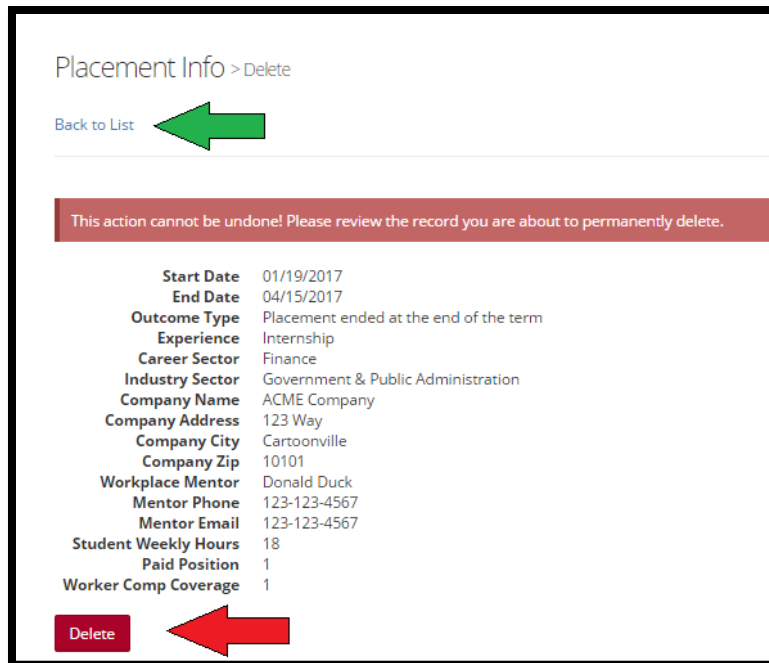 Placement Info > Delete
Back to List
This action cannot be undone! Please review the record you are about to permanently delete.
Start Date 01/19/2017
End Date 04/15/2017
Outcome Type Placement ended at the end of the term
Experience Internship
Career Sector Finance
Industry Sector Government & Public Administration
Company Name ACME Company
Company Address 123 Way
Company City Cartoonville
Company Zip 10101
Workplace Mentor Donald Duck
Mentor Phone 123-123-4567
Mentor Email 123-123-4567
Student Weekly Hours 18
Paid Position 1
Worker Comp Coverage 1
Delete